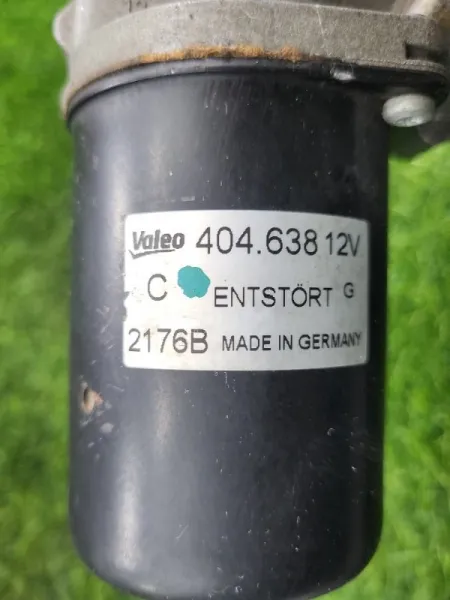 Valeo 404.638 12V
C ENTSTÖRT G
2176B MADE IN GERMANY